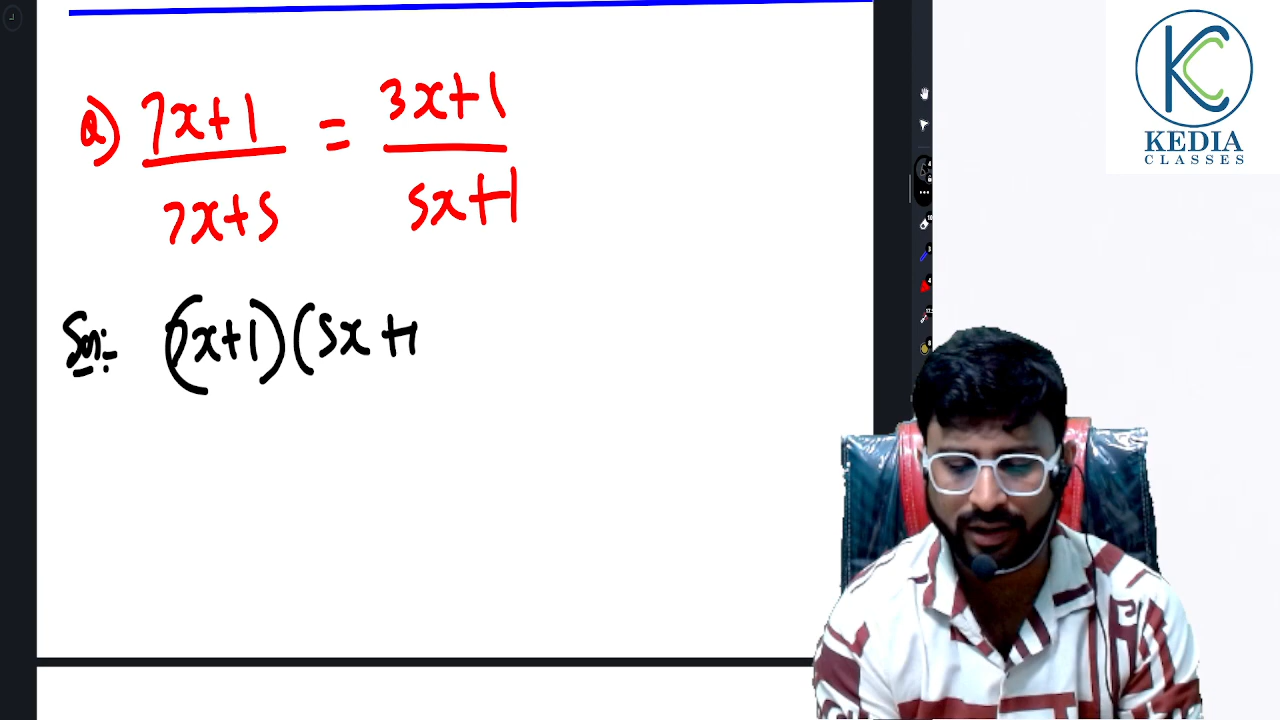 Q) 7x+1 = 3x+1
7x+5 5x+1
Sol:- (7x+1)(5x+1
KEDIA
CLASSES